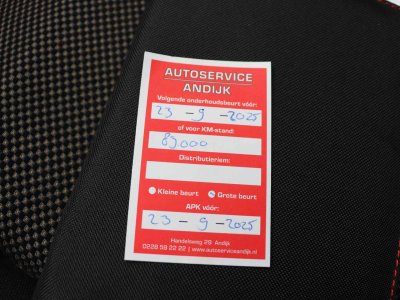 AUTOSERVICE
ANDIJK
Volgende onderhoudsbeurt vóór:
23 - 9 - 2025
of voor KM-stand:
83.000
Distributieriem:
Kleine beurt Grote beurt
APK vóór:
23 - 9 - 2025
Handelsweg 29 Andijk
0228 59 22 22 | www.autoserviceandijk.nl